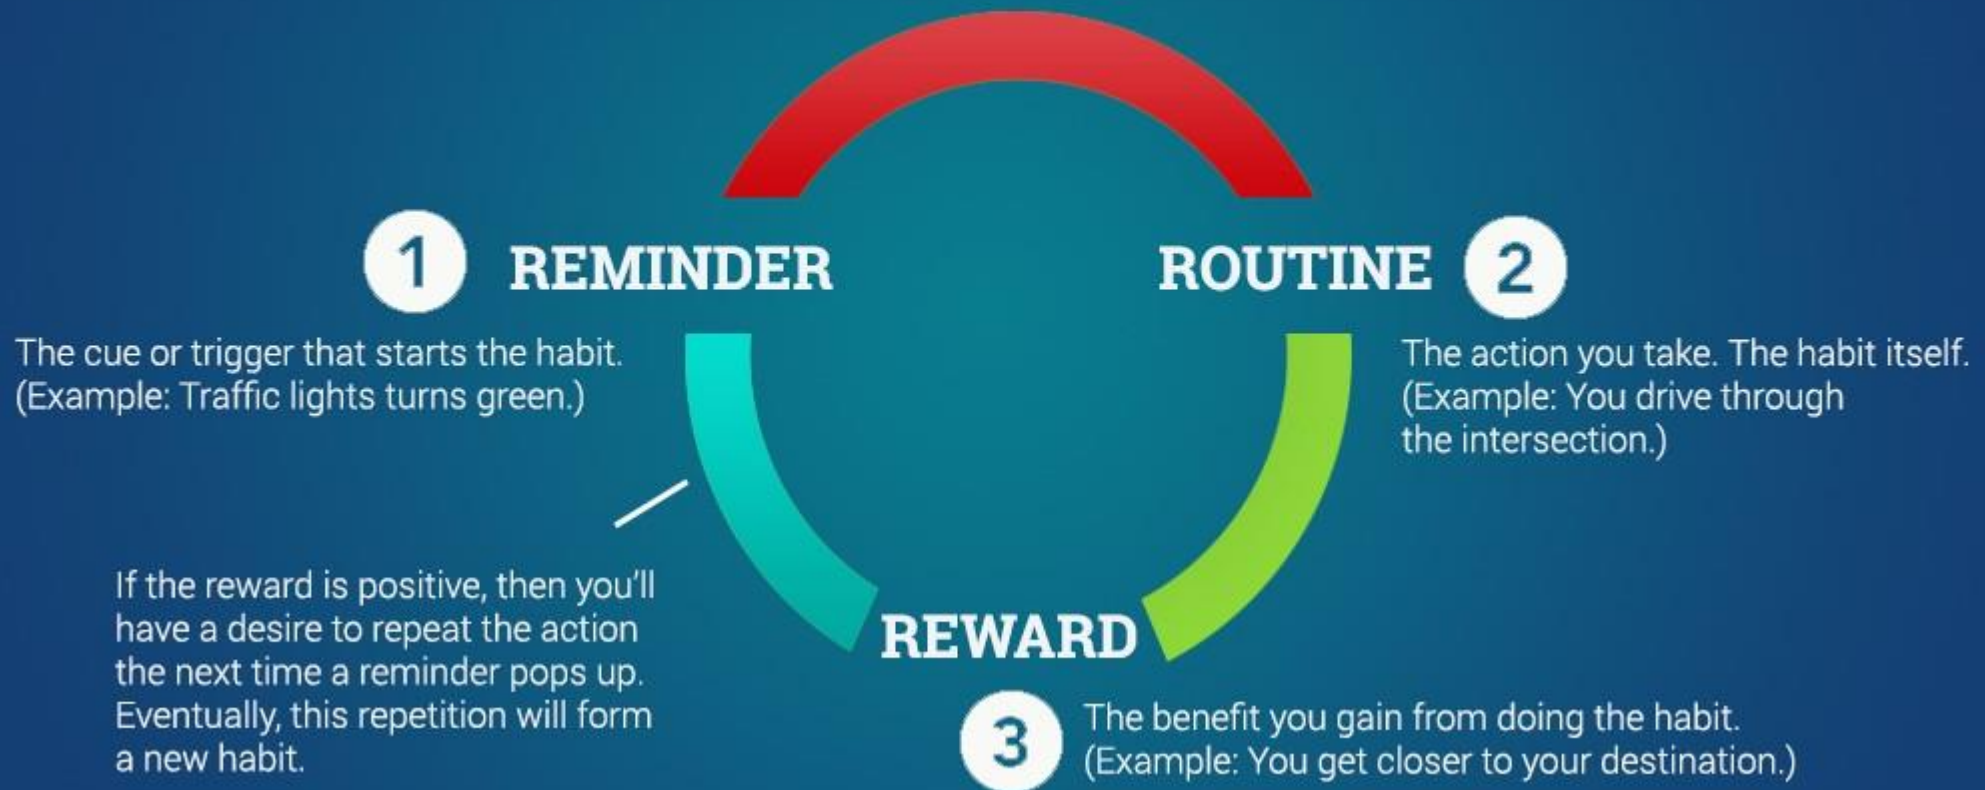 1 REMINDER
The cue or trigger that starts the habit.
(Example: Traffic lights turns green.)
ROUTINE 2
The action you take. The habit itself.
(Example: You drive through
the intersection.)
REWARD
3 The benefit you gain from doing the habit.
(Example: You get closer to your destination.)
If the reward is positive, then you'll
have a desire to repeat the action
the next time a reminder pops up.
Eventually, this repetition will form
a new habit.